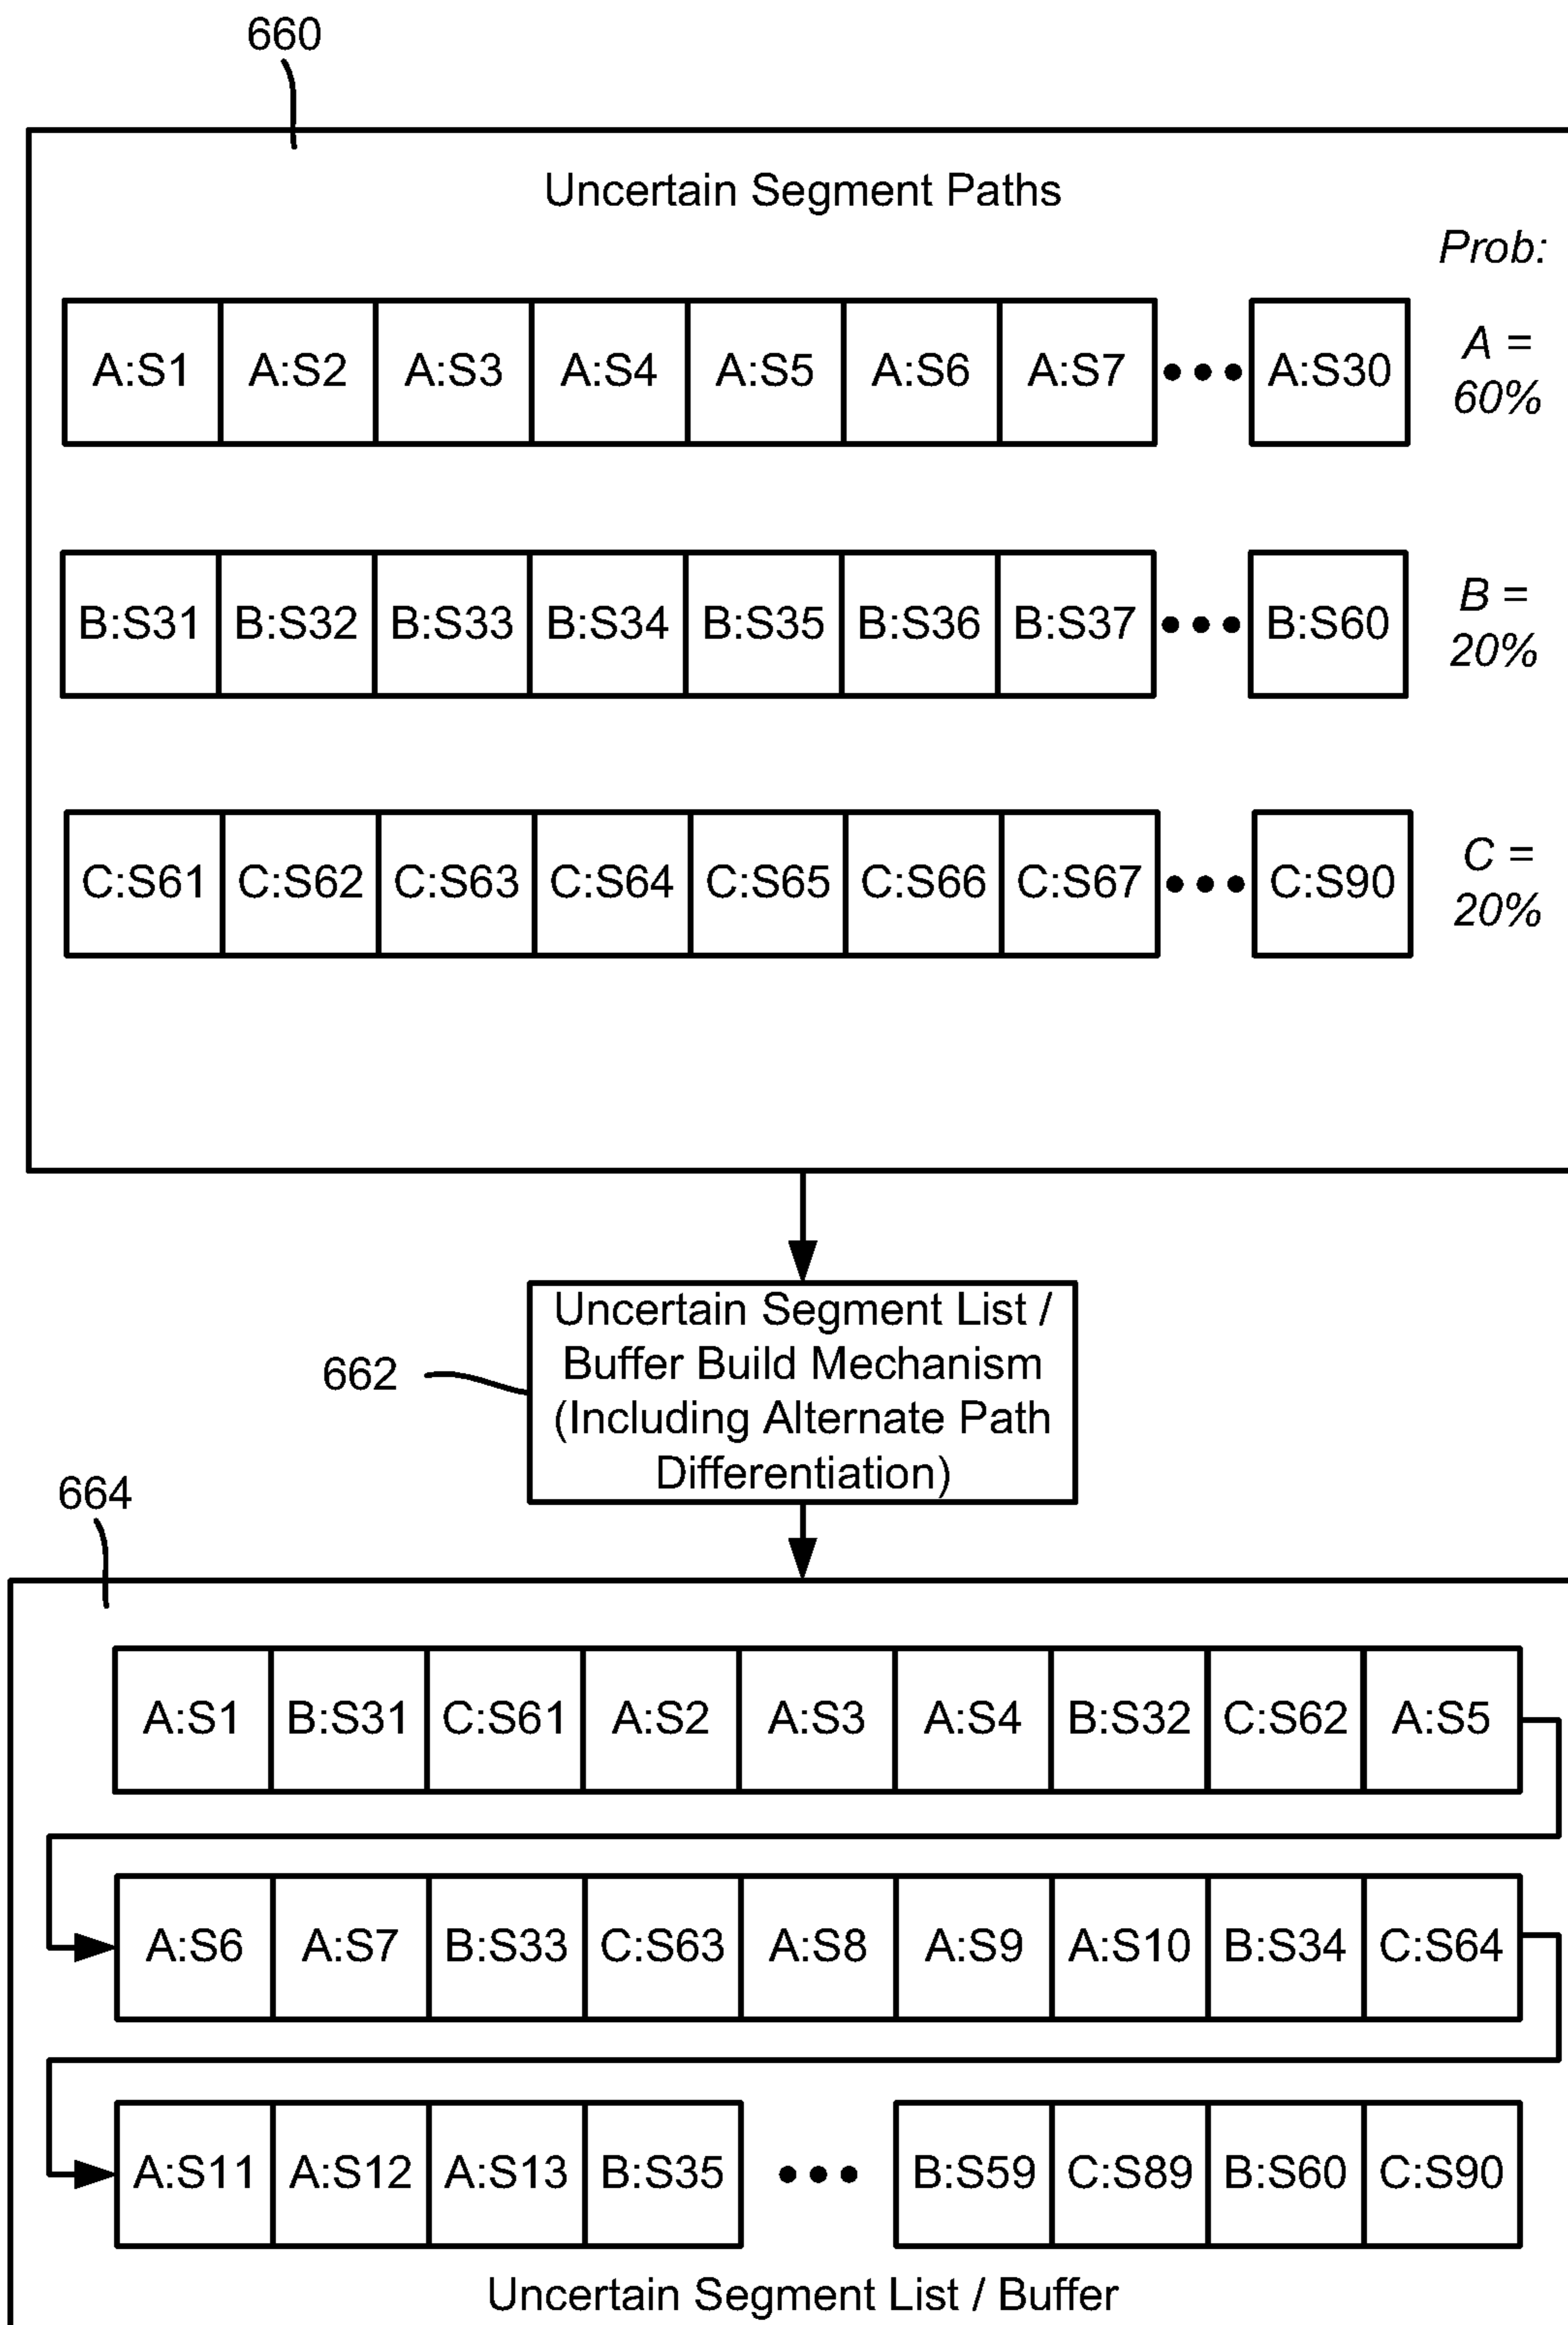 660
Uncertain Segment Paths
Prob:
A:S1 A:S2 A:S3 A:S4 A:S5 A:S6 A:S7 ••• A:S30
A =
60%
B:S31 B:S32 B:S33 B:S34 B:S35 B:S36 B:S37 ••• B:S60
B =
20%
C:S61 C:S62 C:S63 C:S64 C:S65 C:S66 C:S67 ••• C:S90
C =
20%
662
Uncertain Segment List /
Buffer Build Mechanism
(Including Alternate Path
Differentiation)
664
A:S1 B:S31 C:S61 A:S2 A:S3 A:S4 B:S32 C:S62 A:S5
A:S6 A:S7 B:S33 C:S63 A:S8 A:S9 A:S10 B:S34 C:S64
A:S11 A:S12 A:S13 B:S35 ••• B:S59 C:S89 B:S60 C:S90
Uncertain Segment List / Buffer